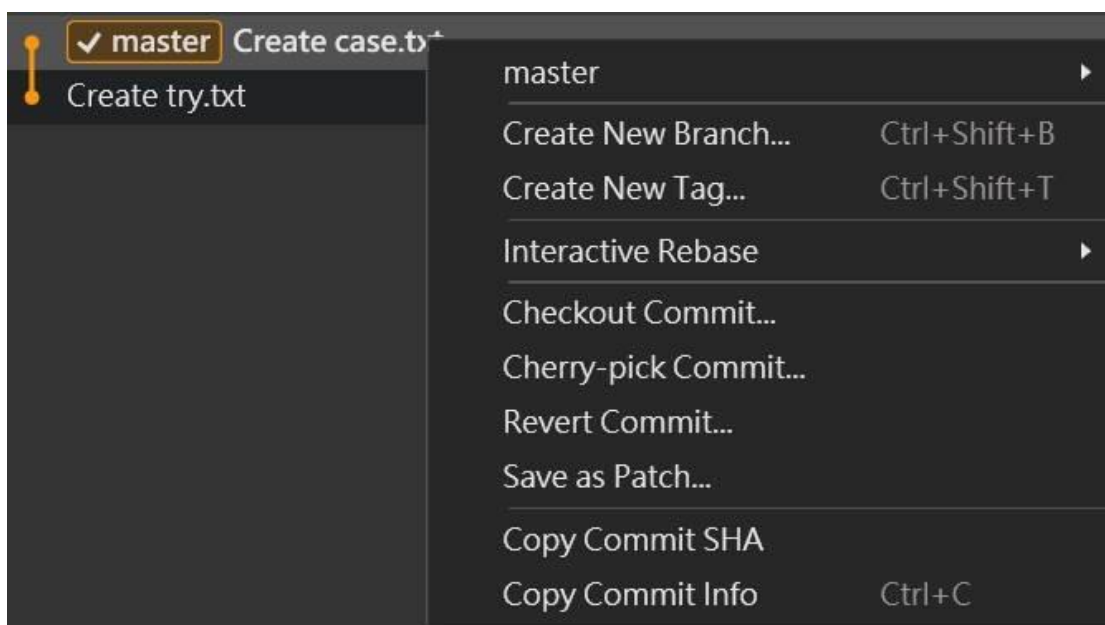 master Create case.txt
Create try.txt
master
Create New Branch... Ctrl+Shift+B
Create New Tag... Ctrl+Shift+T
Interactive Rebase
Checkout Commit...
Cherry-pick Commit...
Revert Commit...
Save as Patch...
Copy Commit SHA
Copy Commit Info Ctrl+C